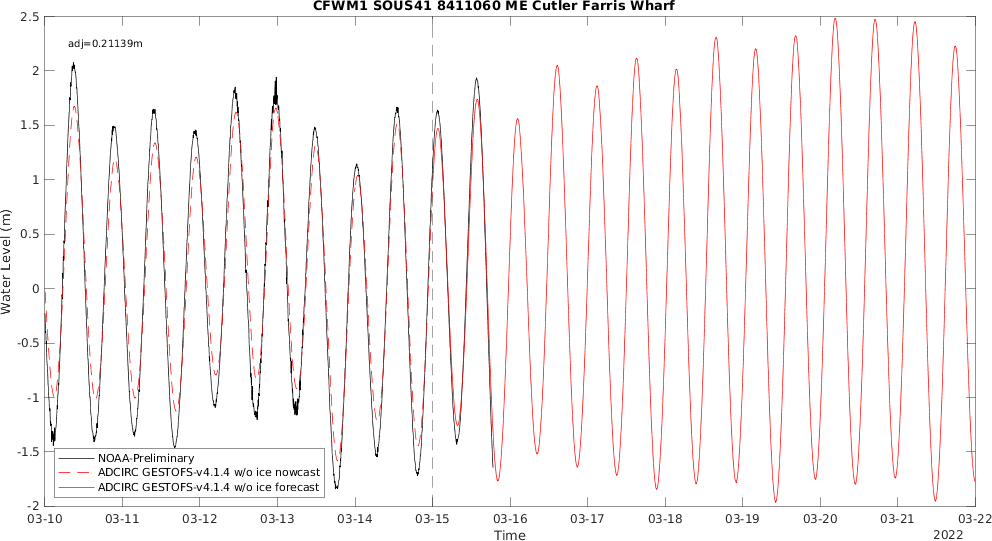 CFWM1 SOUS41 8411060 ME Cutler Farris Wharf
adj=0.21139m
2.5
2
1.5
1
0.5
0
-0.5
-1
-1.5
-2
Water Level (m)
NOAA-Preliminary
ADCIRC GESTOFS-v4.1.4 w/o ice nowcast
ADCIRC GESTOFS-v4.1.4 w/o ice forecast
03-10 03-11 03-12 03-13 03-14 03-15 03-16 03-17 03-18 03-19 03-20 03-21 03-22
Time
2022